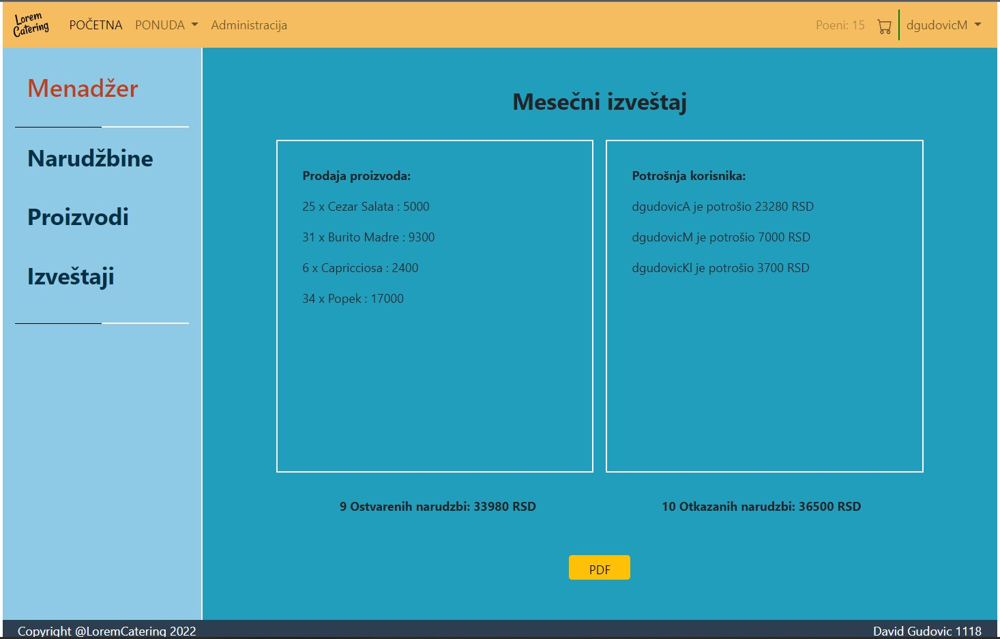 Lorem
Catering
POČETNA PONUDA Administracija Poeni: 15 dgudovicM
Menadžer
Narudžbine
Proizvodi
Izveštaji
Mesečni izveštaj
Prodaja proizvoda:
25 x Cezar Salata : 5000
31 x Burito Madre : 9300
6 x Capricciosa : 2400
34 x Popek : 17000
Potrošnja korisnika:
dgudovicA je potrošio 23280 RSD
dgudovicM je potrošio 7000 RSD
dgudovicKl je potrošio 3700 RSD
9 Ostvarenih narudzbi: 33980 RSD
10 Otkazanih narudzbi: 36500 RSD
PDF
Copyright @LoremCatering 2022
David Gudovic 1118